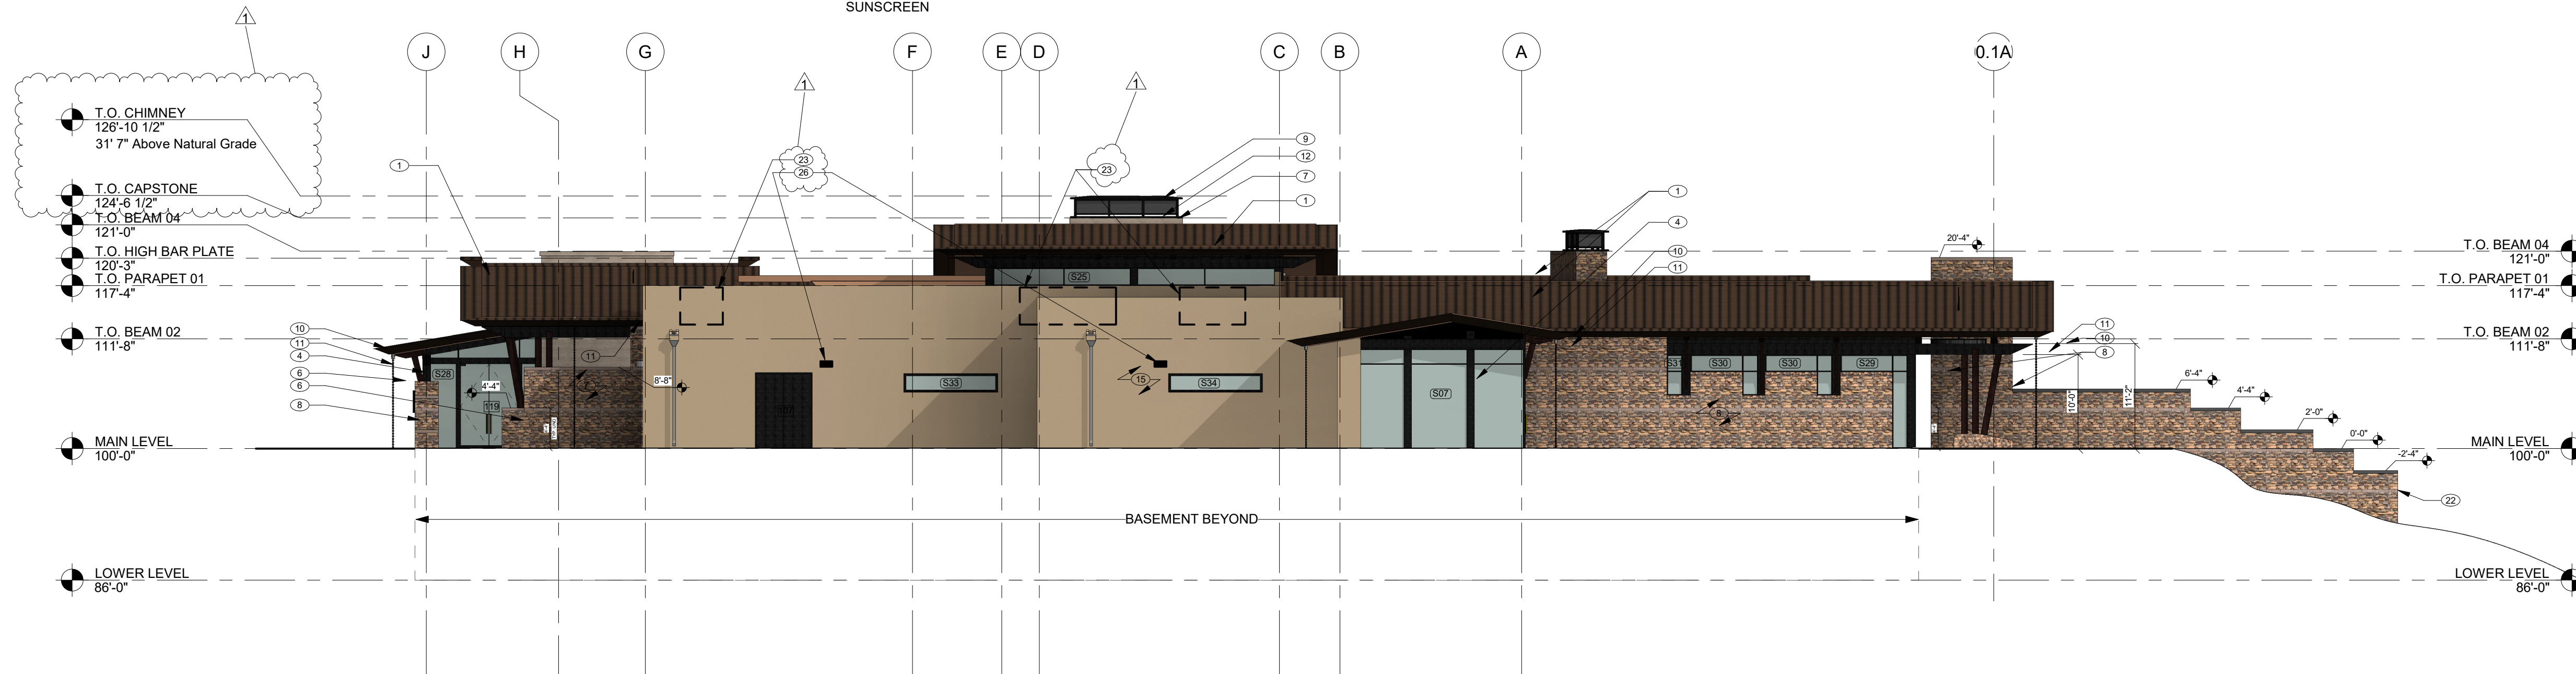 SUNSCREEN
1
J
H
G
F
E
D
C
B
A
0.1A
1
1
T.O. CHIMNEY
126'-10 1/2"
31' 7" Above Natural Grade
T.O. CAPSTONE
124'-6 1/2"
T.O. BEAM 04
121'-0"
T.O. HIGH BAR PLATE
120'-3"
T.O. PARAPET 01
117'-4"
T.O. BEAM 02
111'-8"
MAIN LEVEL
100'-0"
LOWER LEVEL
86'-0"
1
23
26
23
9
12
7
1
1
4
10
11
10
11
4
6
6
8
S28
4'-4"
119
11
8'-8"
S33
15
S34
S25
S07
S30
S30
S29
8
20'-4"
11
10
8
10'-0"
11'-2"
6'-4"
4'-4"
2'-0"
0'-0"
-2'-4"
22
BASEMENT BEYOND
T.O. BEAM 04
121'-0"
T.O. PARAPET 01
117'-4"
T.O. BEAM 02
111'-8"
MAIN LEVEL
100'-0"
LOWER LEVEL
86'-0"